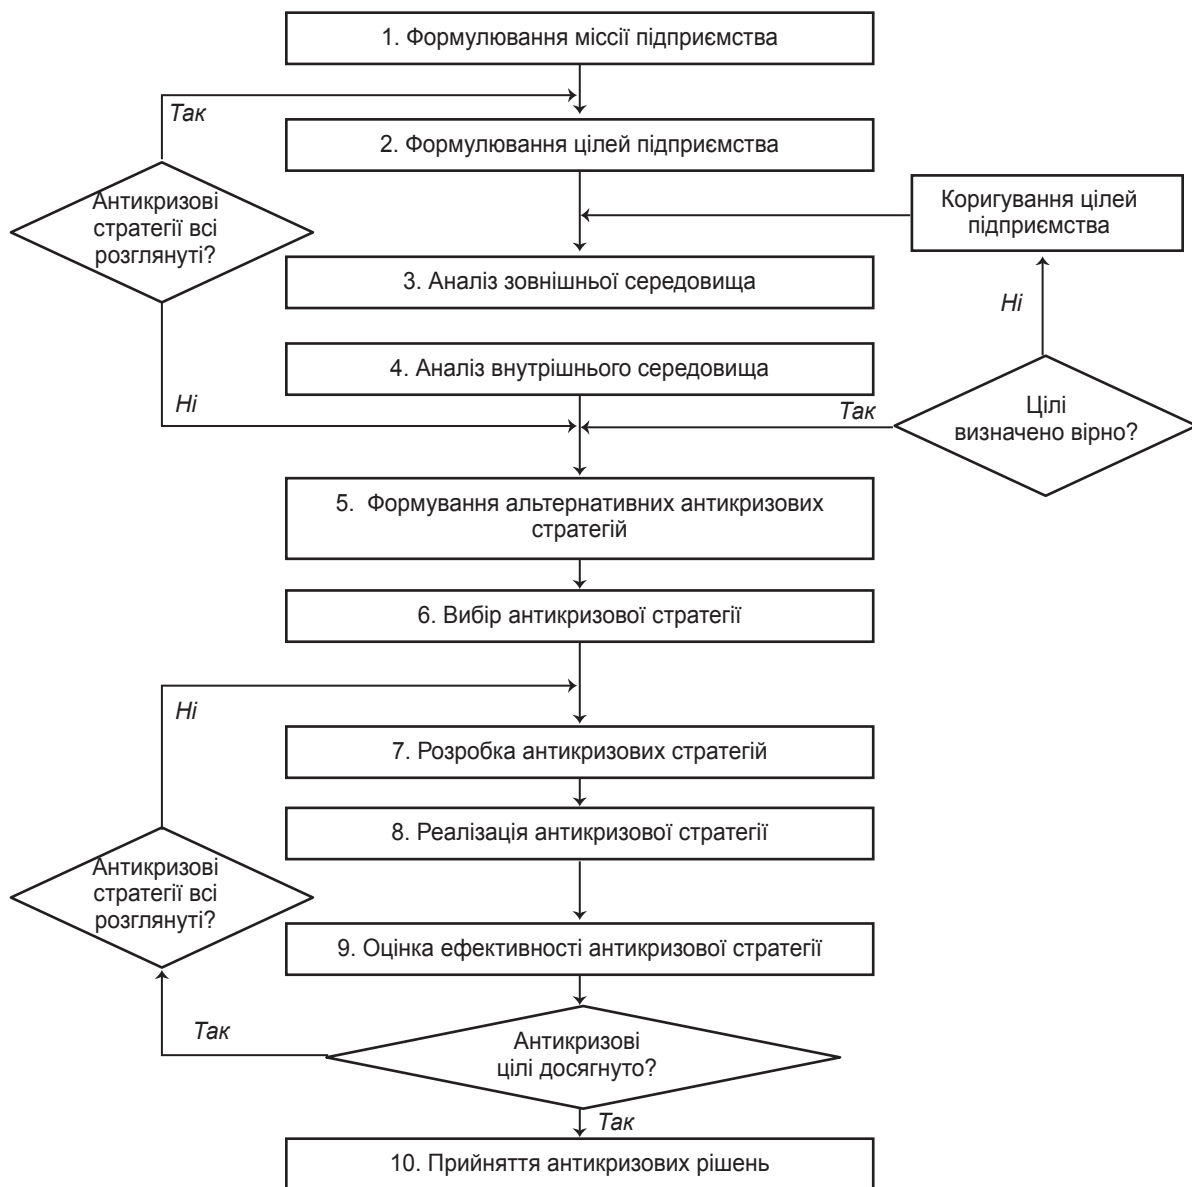 1. Формулювання міссії підприємства
Так
2. Формулювання цілей підприємства
Антикризові
стратегії всі
розглянуті?
Коригування цілей
підприємства
3. Аналіз зовнішньої середовища
Ні
4. Аналіз внутрішнього середовища
Ні
Так
Цілі
визначено вірно?
5. Формування альтернативних антикризових
стратегій
6. Вибір антикризової стратегії
Ні
7. Розробка антикризових стратегій
8. Реалізація антикризової стратегії
Антикризові
стратегії всі
розглянуті?
9. Оцінка ефективності антикризової стратегії
Так
Антикризові
цілі досягнуто?
Так
10. Прийняття антикризових рішень